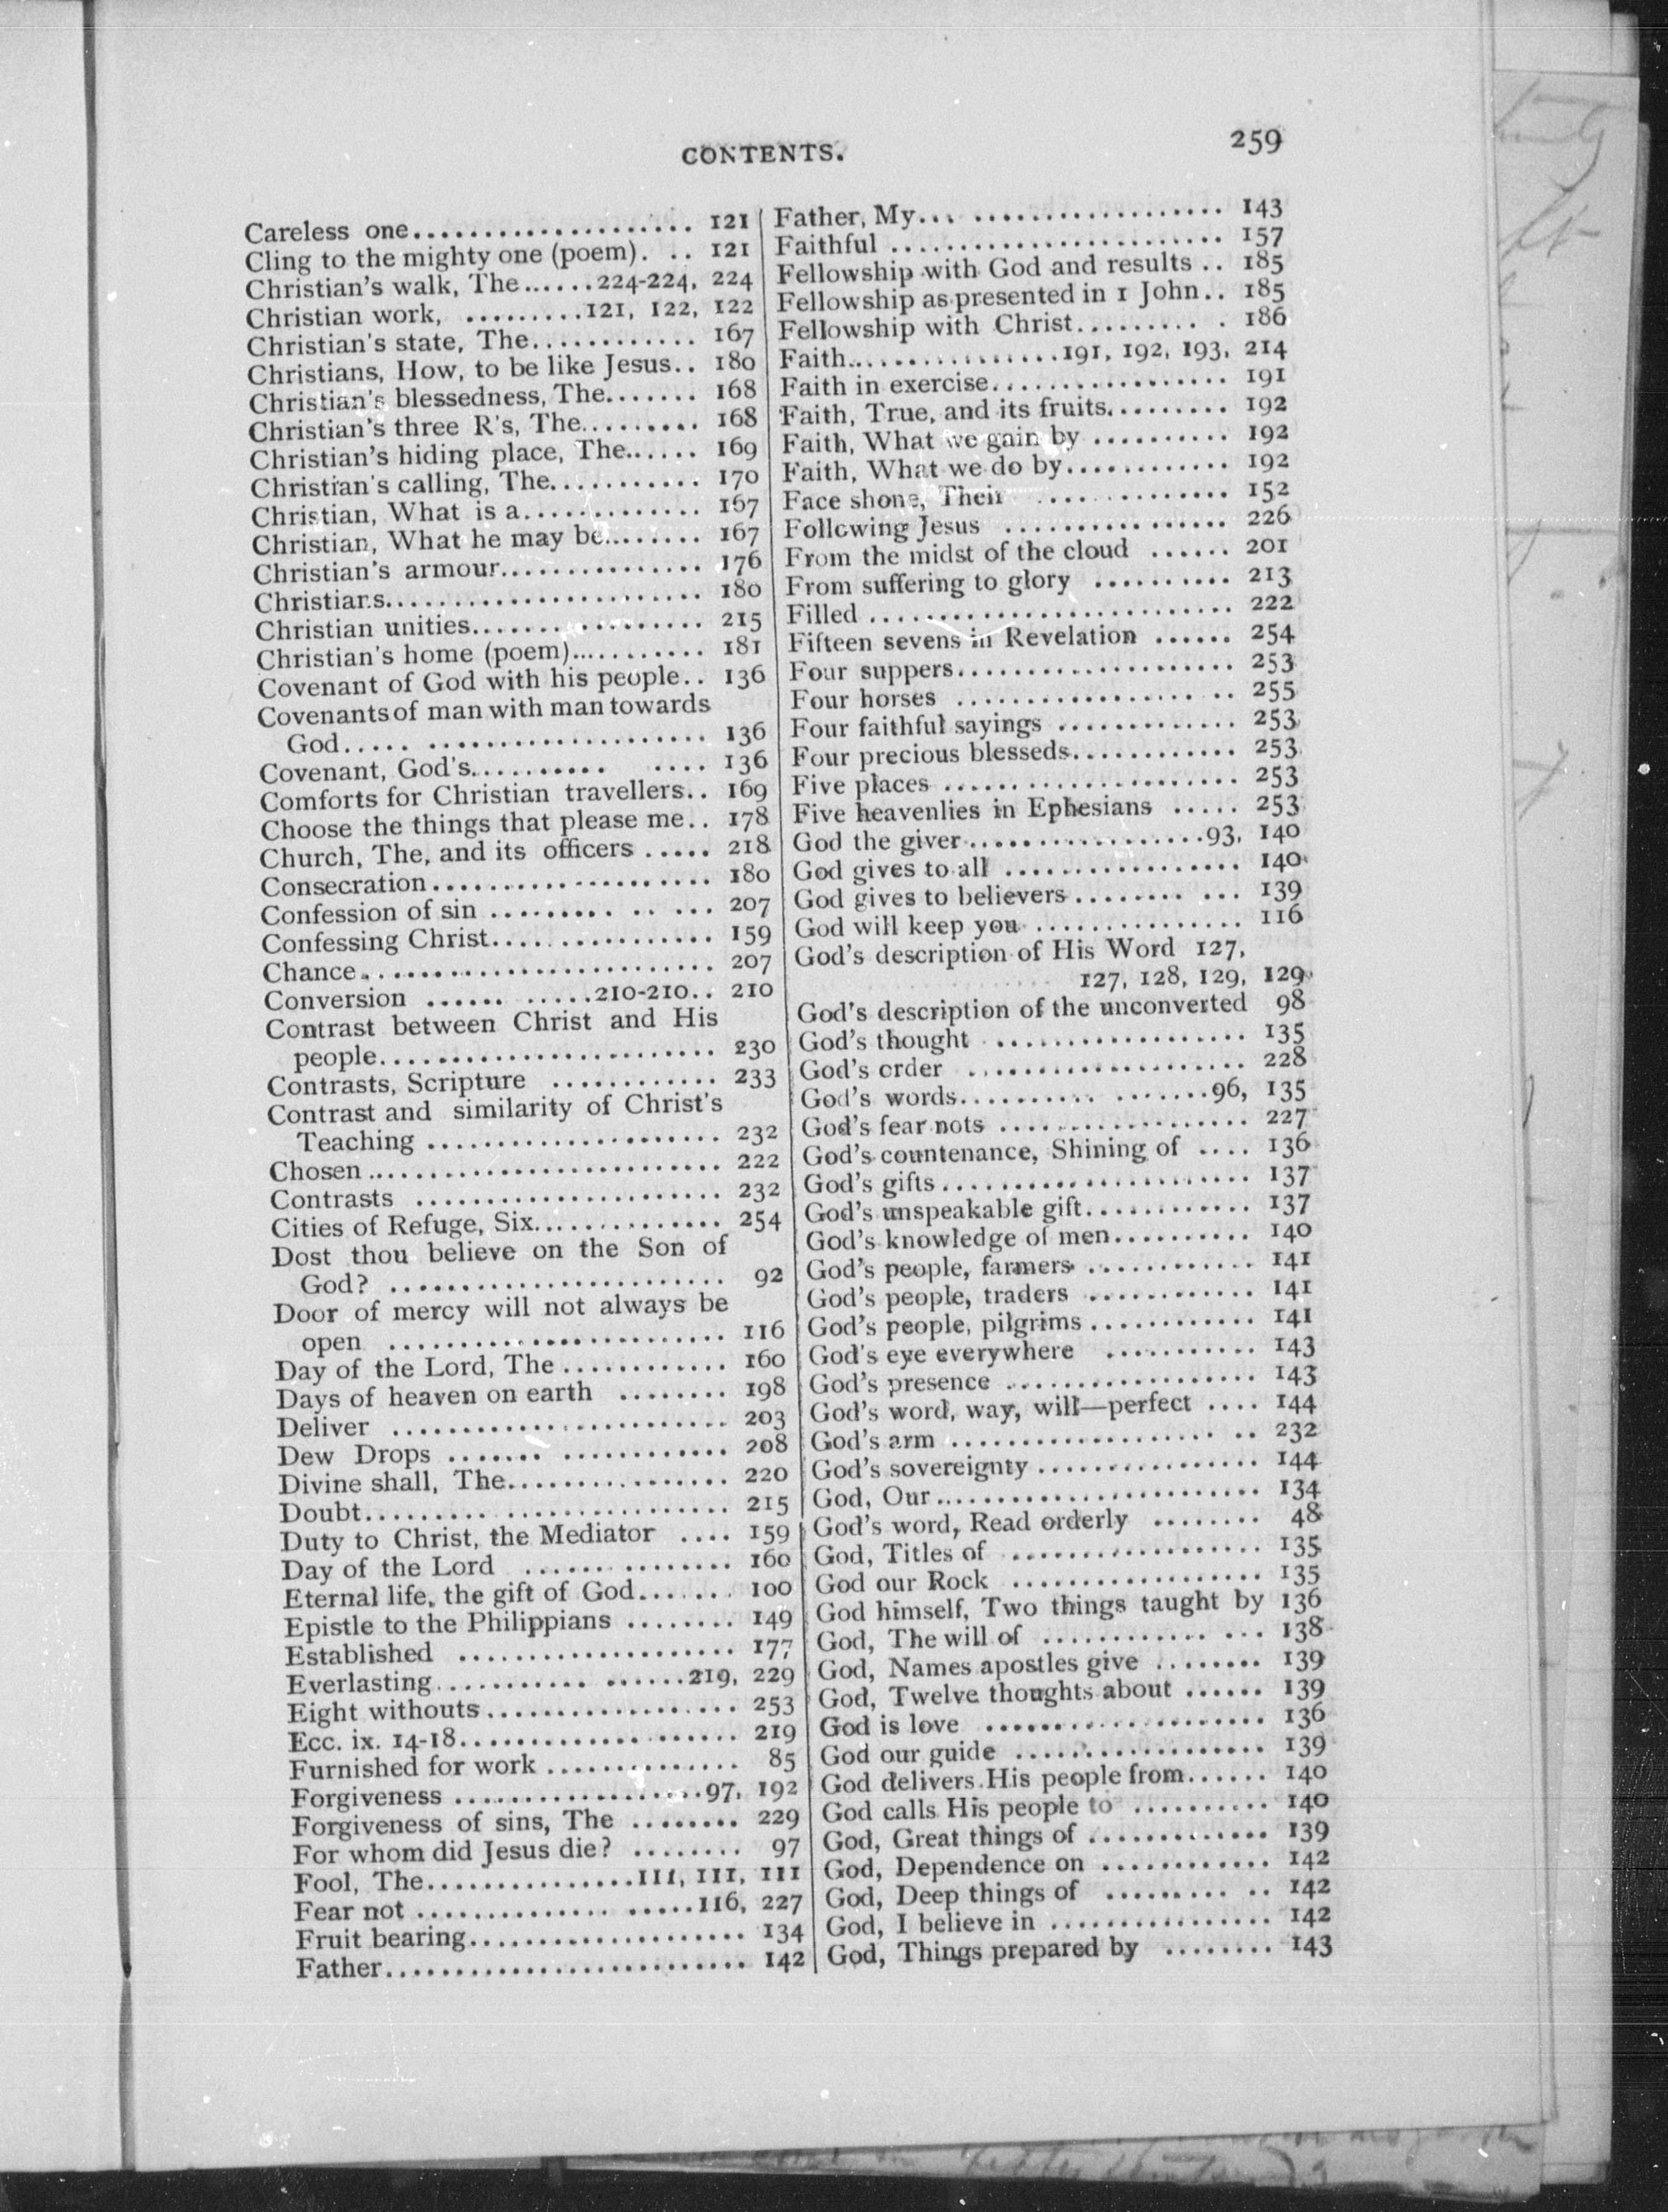 CONTENTS. 259
Careless one.................... 121
Cling to the mighty one (poem). .. 121
Christian's walk, The......224-224, 224
Christian work, .........121, 122, 122
Christian's state, The............ 167
Christians, How, to be like Jesus.. 180
Christian's blessedness, The....... 168
Christian's three R's, The......... 168
Christian's hiding place, The...... 169
Christian's calling, The........... 170
Christian, What is a............. 167
Christian, What he may be........ 167
Christian's armour............... 176
Christians....................... 180
Christian unities................. 215
Christian's home (poem)........... 181
Covenant of God with his people.. 136
Covenants of man with man towards
God..... .................... 136
Covenant, God's.......... .... 136
Comforts for Christian travellers.. 169
Choose the things that please me.. 178
Church, The, and its officers ..... 218
Consecration.................... 180
Confession of sin ......... .. ... 207
Confessing Christ................ 159
Chance......................... 207
Conversion ...... .....210-210.. 210
Contrast between Christ and His
people........................ 230
Contrasts, Scripture ............ 233
Contrast and similarity of Christ's
Teaching ..................... 232
Chosen......................... 222
Contrasts ...................... 232
Cities of Refuge, Six.............. 254
Dost thou believe on the Son of
God? ........................ 92
Door of mercy will not always be
open ........................ 116
Day of the Lord, The............ 160
Days of heaven on earth ........ 198
Deliver ........................ 203
Dew Drops ....... ............ 208
Divine shall, The................ 220
Doubt......... .............. 215
Duty to Christ, the Mediator .... 159
Day of the Lord ............... 160
Eternal life, the gift of God....... 100
Epistle to the Philippians ........ 149
Established .................... 177
Everlasting........... ......219, 229
Eight withouts.................. 253
Ecc. ix. 14-18.................... 219
Furnished for work .............. 85
Forgiveness ..................97, 192
Forgiveness of sins, The ........ 229
For whom did Jesus die? ........ 97
Fool, The...............111, 111, 111
Fear not .............. .....116, 227
Fruit bearing.................... 134
Father.......................... 142
Father, My... .................. 143
Faithful ........................ 157
Fellowship with God and results .. 185
Fellowship as presented in 1 John.. 185
Fellowship with Christ......... . 186
Faith...............191, 192, 193, 214
Faith in exercise................. 191
Faith, True, and its fruits......... 192
Faith, What we gain by .......... 192
Faith, What we do by............ 192
Face shone, Their .............. 152
Following Jesus ................ 226
From the midst of the cloud ...... 201
From suffering to glory .......... 213
Filled .......................... 222
Fifteen sevens in Revelation ...... 254
Four suppers.................... 253
Four horses .................. .. 255
Four faithful sayings ............. 253
Four precious blesseds............ 253
Five places ..................... 253
Five heavenlies in Ephesians ..... 253
God the giver.................93, 140
God gives to all ................. 140
God gives to believers........ ... 139
God will keep you ............... 116
God's description of His Word 127,
127, 128, 129, 129
God's description of the unconverted 98
God's thought .................. 135
God's order .................... 228
God's words.......... .......96, 135
God's fear nots .................. 227
God's countenance, Shining of .... 136
God's gifts...................... 137
God's unspeakable gift............ 137
God's knowledge of men.......... 140
God's people, farmers ............ 141
God's people, traders ............ 141
God's people, pilgrims............ 141
God's eye everywhere ........... 143
God's presence .................. 143
God's word, way, will—perfect .... 144
God's arm ................... .. 232
God's sovereignty................ 144
God, Our....................... 134
God's word, Read orderly ........ 48
God, Titles of .................. 135
God our Rock .................. 135
God himself, Two things taught by 136
God, The will of ............ ... 138
God, Names apostles give ........ 139
God, Twelve thoughts about ...... 139
God is love .................... 136
God our guide .................. 139
God delivers His people from...... 140
God calls His people to .......... 140
God, Great things of ............. 139
God, Dependence on ............ 142
God, Deep things of ......... .. 142
God, I believe in ................ 142
God, Things prepared by ........ 143